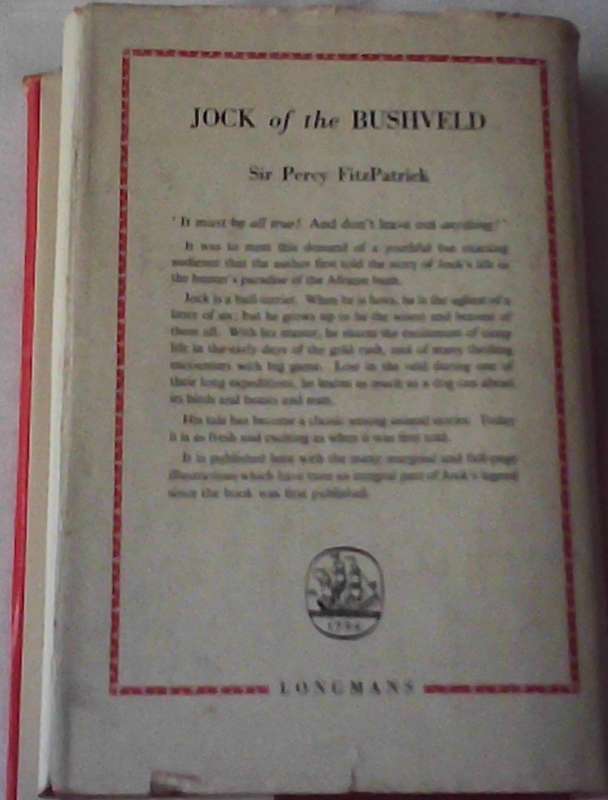 JOCK of the BUSHVELD
Sir Percy FitzPatrick
'It must be all true! And don't leave out anything!'
It was to meet this demand of a youthful but exacting
audience that the author first told the story of Jock's life in
the hunter's paradise of the African bush.
Jock is a bull-terrier. When he is born, he is the ugliest of a
litter of six; but he grows up to be the wisest and bravest of
them all. With his master, he shares the excitement of camp
life in the early days of the gold rush, and of many thrilling
encounters with big game. Lost in the veld during one of
their long expeditions, he learns as much as a dog can about
its birds and beasts and men.
His tale has become a classic among animal stories. Today
it is as fresh and exciting as when it was first told.
It is published here with the many marginal and full-page
illustrations which have been an integral part of Jock's legend
since the book was first published.
LONGMANS